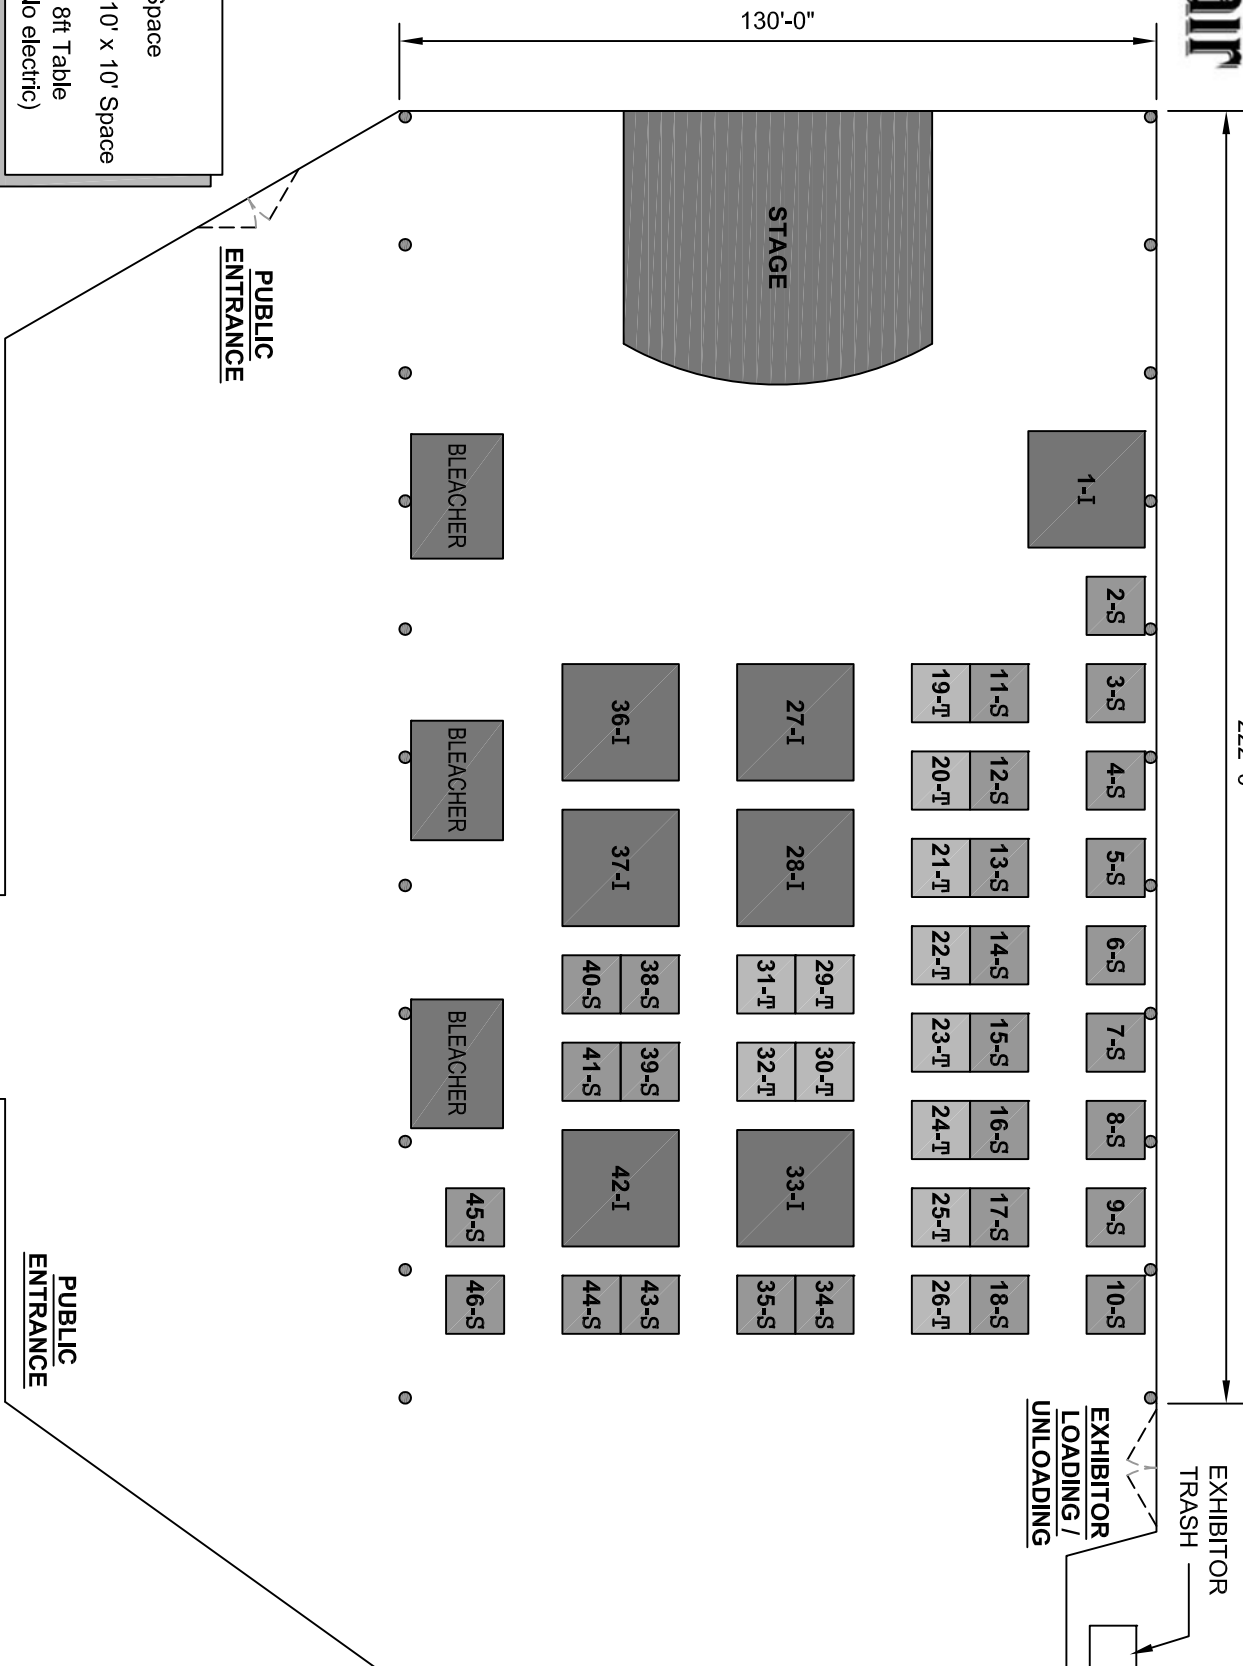 EXHIBITOR
TRASH
130'-0"
EXHIBITOR
LOADING /
UNLOADING
1-I
2-S
3-S
4-S
5-S
6-S
7-S
8-S
9-S
10-S
11-S
12-S
13-S
14-S
15-S
16-S
17-S
18-S
19-T
20-T
21-T
22-T
23-T
24-T
25-T
26-T
STAGE
27-I
28-I
29-T
30-T
31-T
32-T
33-I
34-S
35-S
36-I
37-I
38-S
39-S
40-S
41-S
42-I
43-S
44-S
BLEACHER
BLEACHER
BLEACHER
45-S
46-S
PUBLIC
ENTRANCE
Space
10' x 10' Space
8ft Table
No electric)
PUBLIC
ENTRANCE